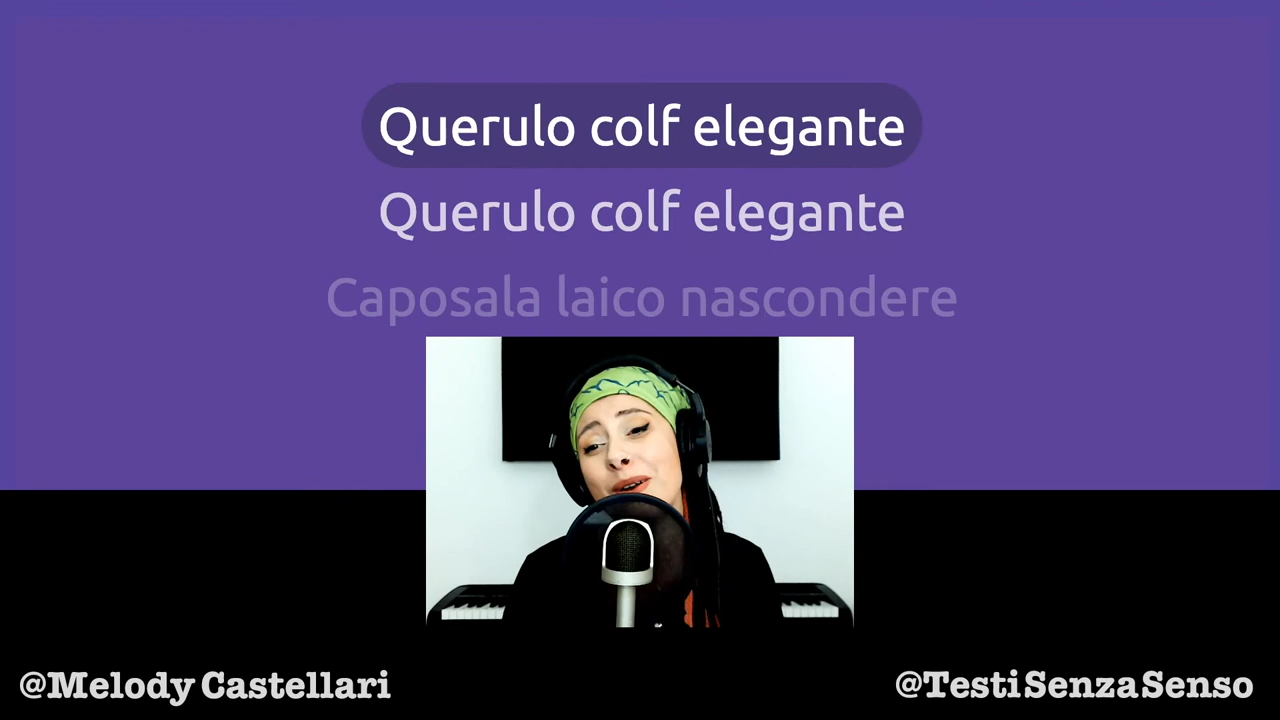 Querulo colf elegante
Querulo colf elegante
Caposala laico nascondere
@Melody Castellari
@TestiSenzaSenso